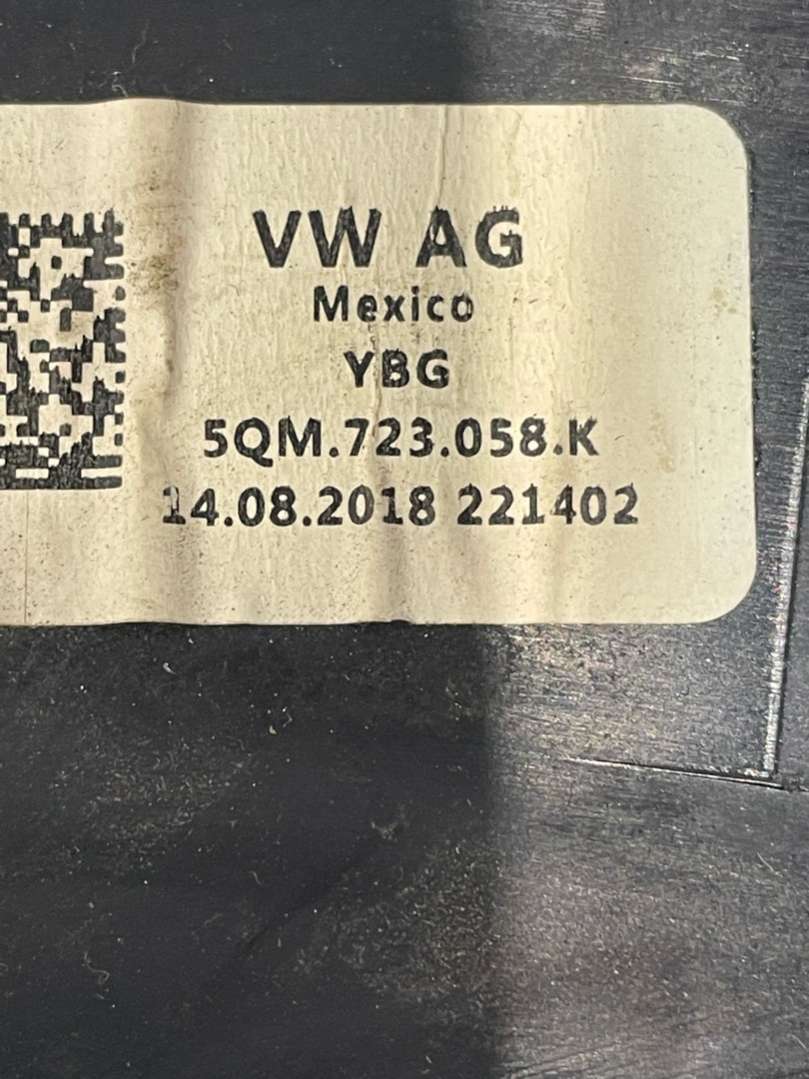 VW AG
Mexico
YBG
5QM.723.058.K
14.08.2018 221402